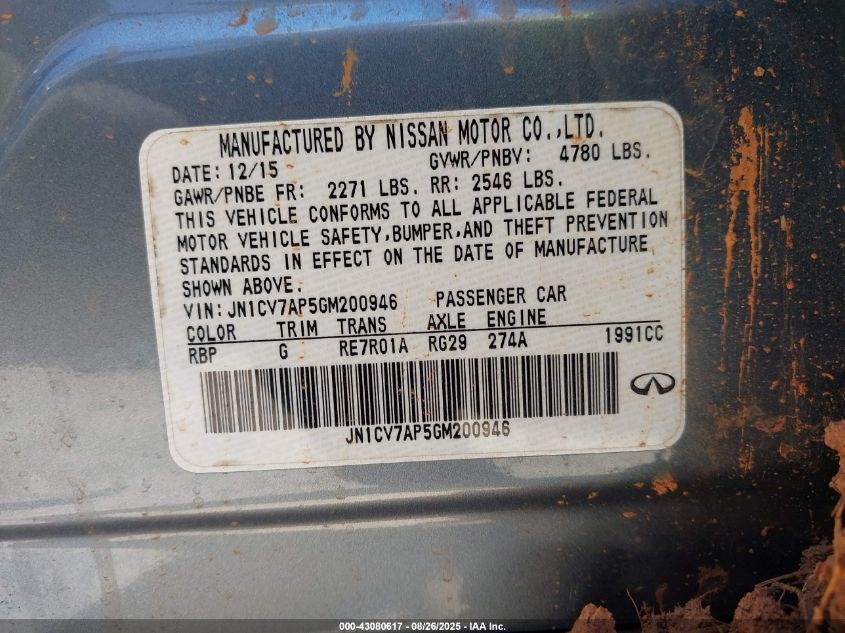 MANUFACTURED BY NISSAN MOTOR CO.,LTD.
DATE: 12/15 GVWR/PNBV: 4780 LBS.
GAWR/PNBE FR: 2271 LBS. RR: 2546 LBS.
THIS VEHICLE CONFORMS TO ALL APPLICABLE FEDERAL
MOTOR VEHICLE SAFETY,BUMPER,AND THEFT PREVENTION
STANDARDS IN EFFECT ON THE DATE OF MANUFACTURE
SHOWN ABOVE.
VIN:JN1CV7AP5GM200946 PASSENGER CAR
COLOR TRIM TRANS AXLE ENGINE
RBP G RE7R01A RG29 274A 1991CC
JN1CV7AP5GM200946
000-43080617 - 08/26/2025 - IAA Inc.